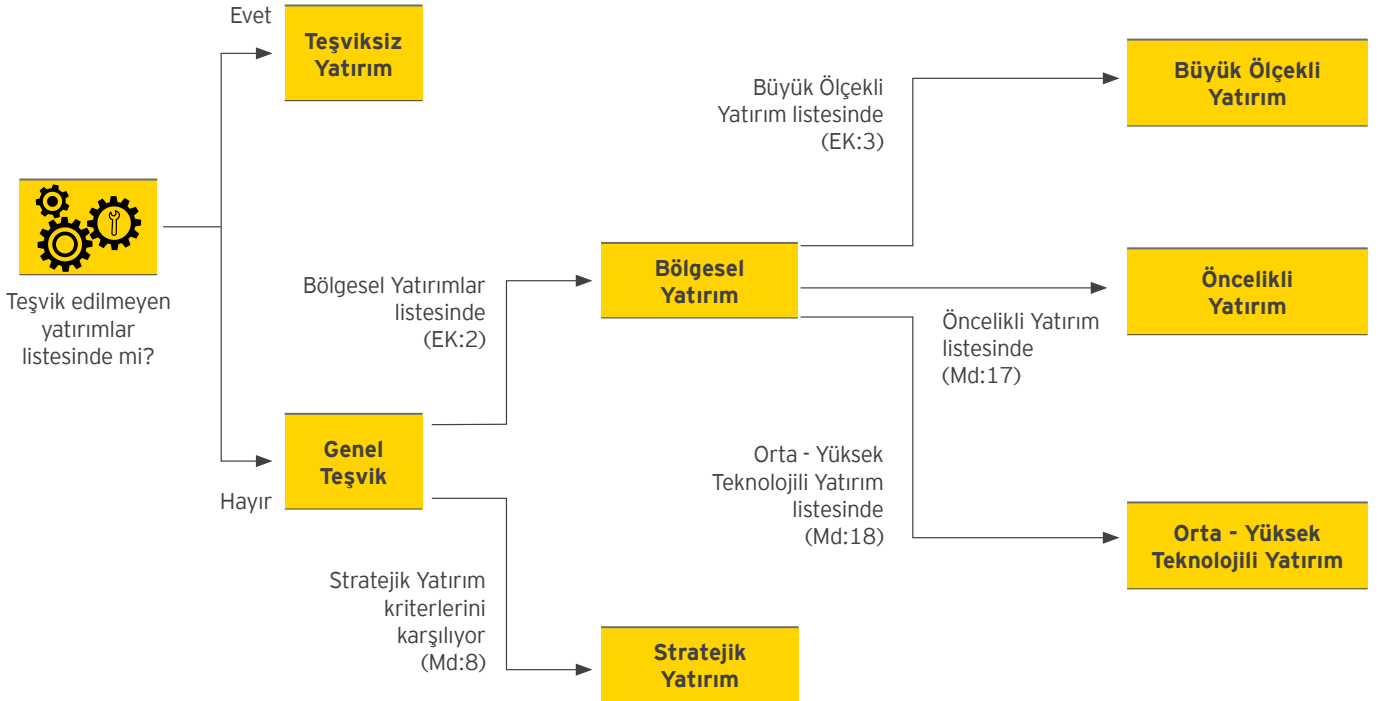 Evet
Teşviksiz
Yatırım
Teşvik edilmeyen
yatırımlar
listesinde mi?
Hayır
Genel
Teşvik
Bölgesel Yatırımlar
listesinde
(EK:2)
Stratejik Yatırım
kriterlerini
karşılıyor
(Md:8)
Bölgesel
Yatırım
Stratejik
Yatırım
Büyük Ölçekli
Yatırım listesinde
(EK:3)
Öncelikli Yatırım
listesinde
(Md:17)
Orta - Yüksek
Teknolojili Yatırım
listesinde
(Md:18)
Büyük Ölçekli
Yatırım
Öncelikli
Yatırım
Orta - Yüksek
Teknolojili Yatırım